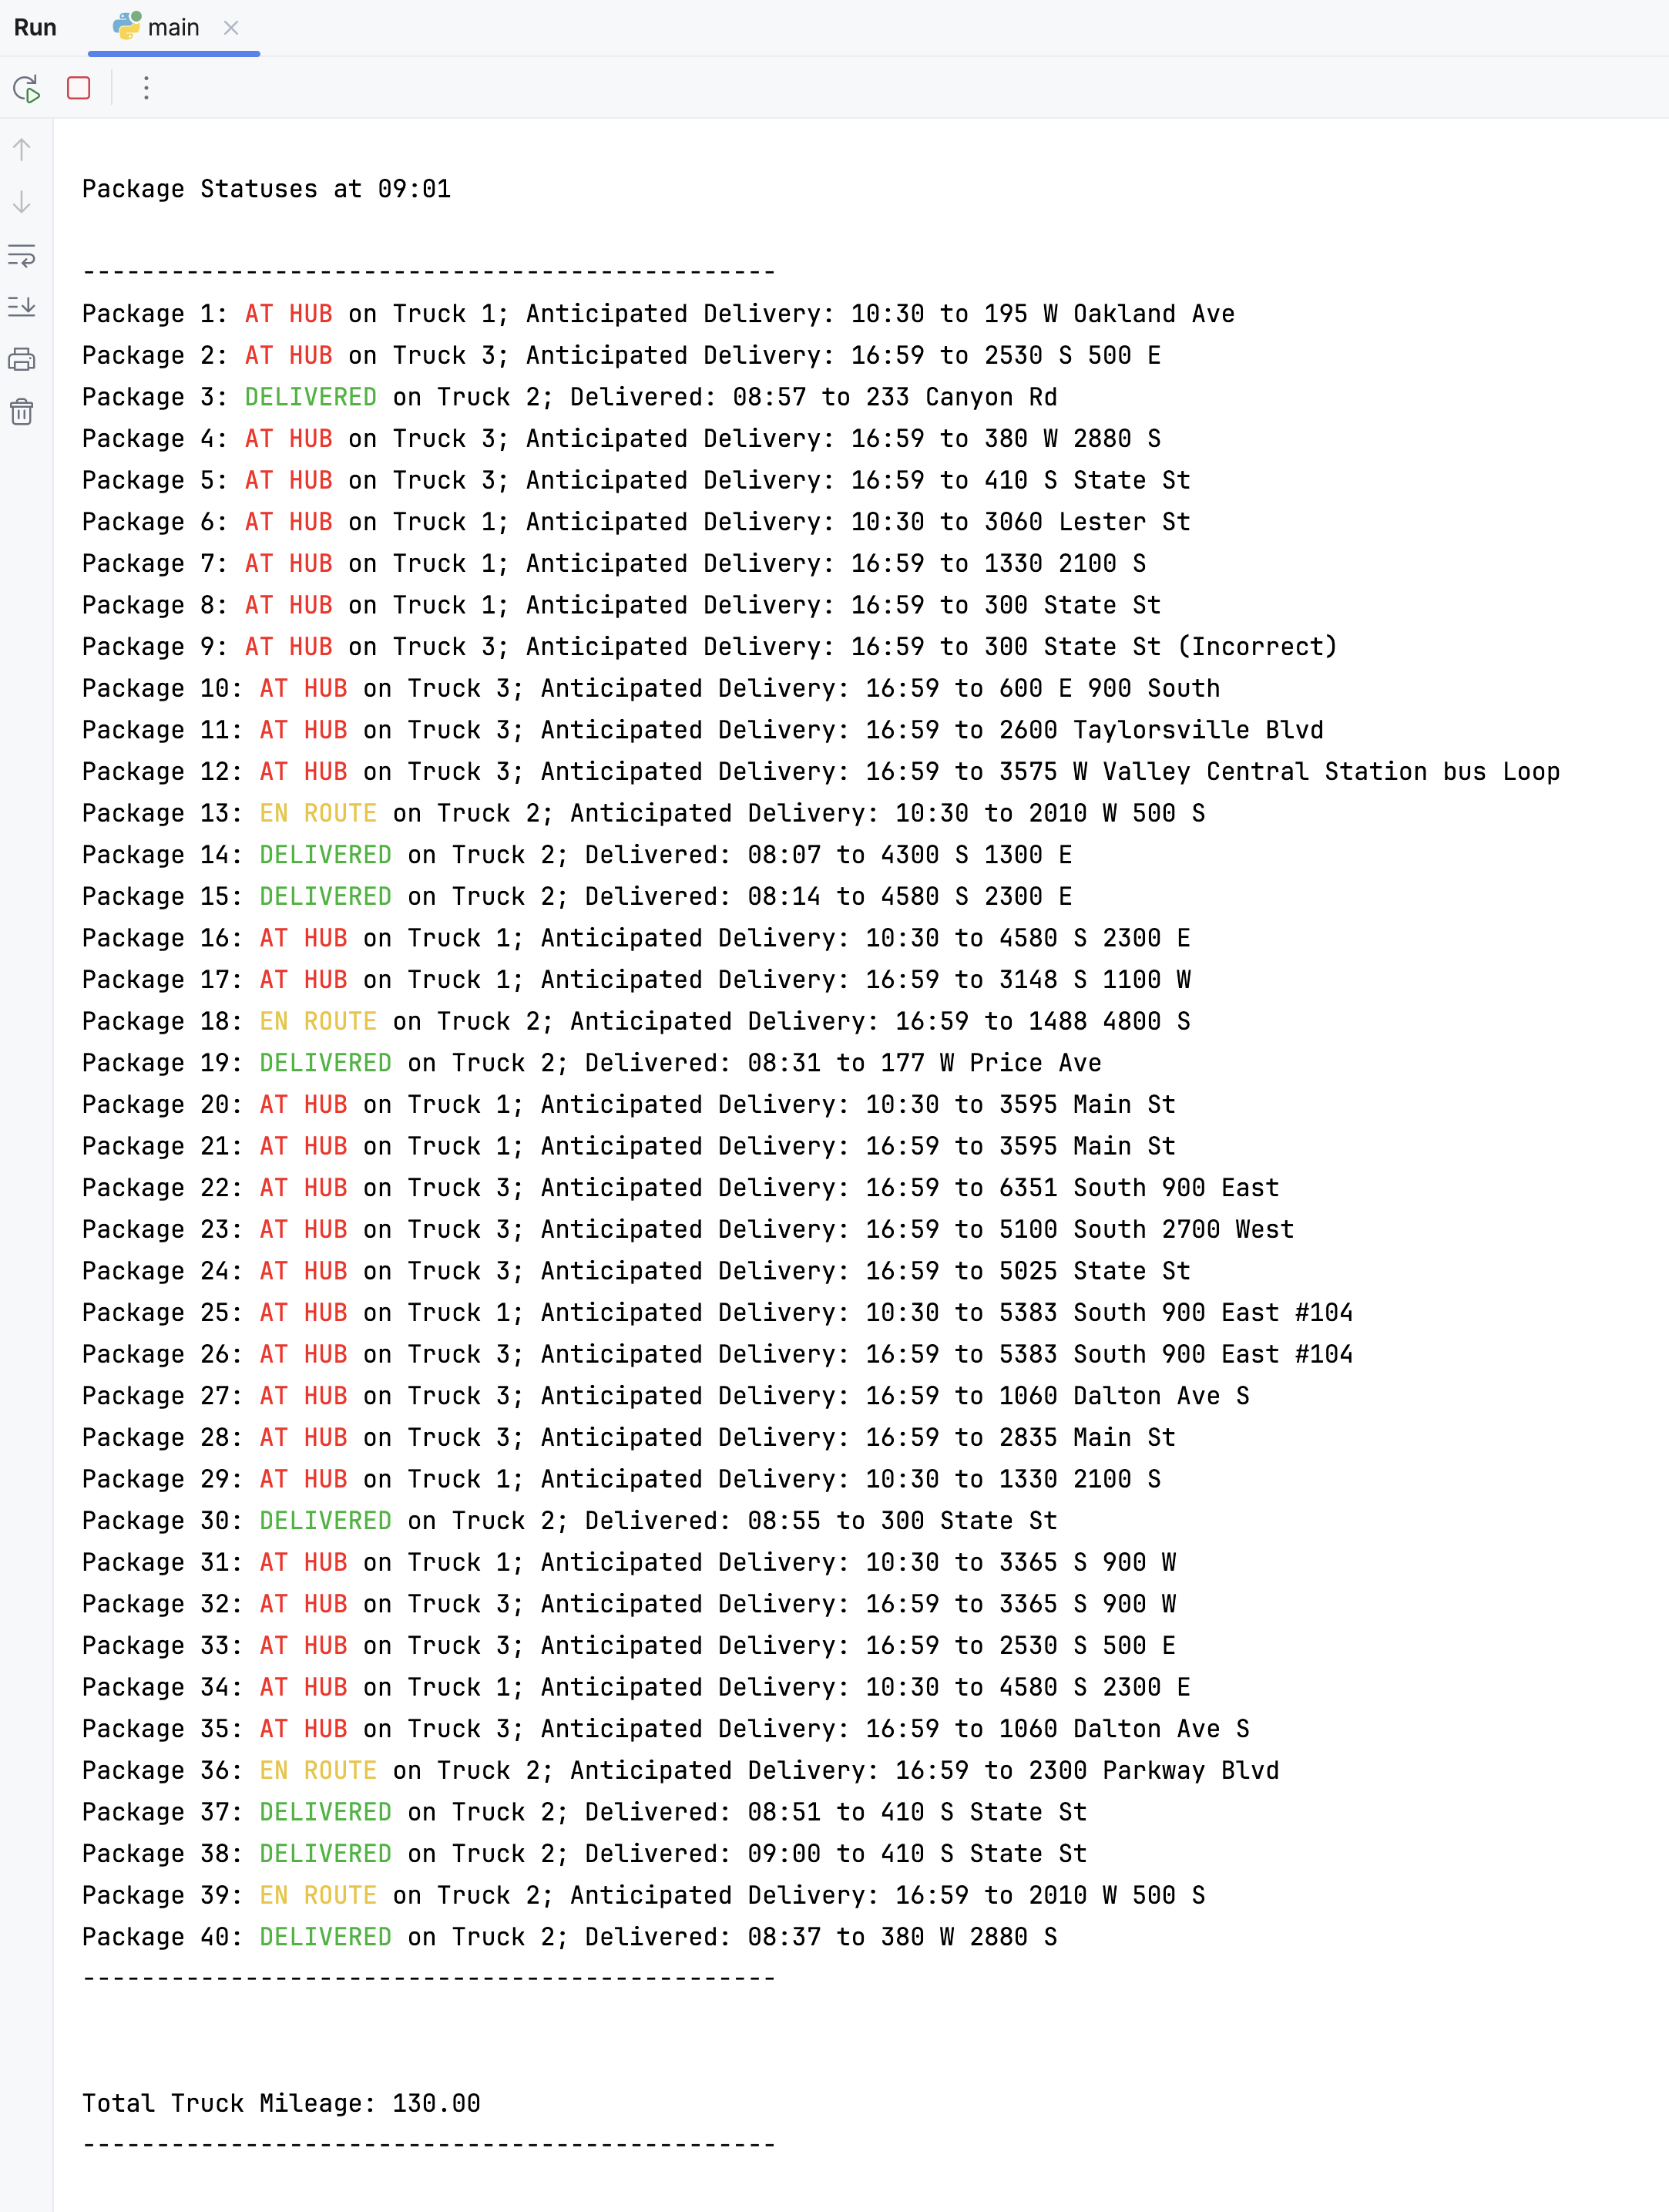 Run main
Package Statuses at 09:01
-----------------------------------------------
Package 1: AT HUB on Truck 1; Anticipated Delivery: 10:30 to 195 W Oakland Ave
Package 2: AT HUB on Truck 3; Anticipated Delivery: 16:59 to 2530 S 500 E
Package 3: DELIVERED on Truck 2; Delivered: 08:57 to 233 Canyon Rd
Package 4: AT HUB on Truck 3; Anticipated Delivery: 16:59 to 380 W 2880 S
Package 5: AT HUB on Truck 3; Anticipated Delivery: 16:59 to 410 S State St
Package 6: AT HUB on Truck 1; Anticipated Delivery: 10:30 to 3060 Lester St
Package 7: AT HUB on Truck 1; Anticipated Delivery: 16:59 to 1330 2100 S
Package 8: AT HUB on Truck 1; Anticipated Delivery: 16:59 to 300 State St
Package 9: AT HUB on Truck 3; Anticipated Delivery: 16:59 to 300 State St (Incorrect)
Package 10: AT HUB on Truck 3; Anticipated Delivery: 16:59 to 600 E 900 South
Package 11: AT HUB on Truck 3; Anticipated Delivery: 16:59 to 2600 Taylorsville Blvd
Package 12: AT HUB on Truck 3; Anticipated Delivery: 16:59 to 3575 W Valley Central Station bus Loop
Package 13: EN ROUTE on Truck 2; Anticipated Delivery: 10:30 to 2010 W 500 S
Package 14: DELIVERED on Truck 2; Delivered: 08:07 to 4300 S 1300 E
Package 15: DELIVERED on Truck 2; Delivered: 08:14 to 4580 S 2300 E
Package 16: AT HUB on Truck 1; Anticipated Delivery: 10:30 to 4580 S 2300 E
Package 17: AT HUB on Truck 1; Anticipated Delivery: 16:59 to 3148 S 1100 W
Package 18: EN ROUTE on Truck 2; Anticipated Delivery: 16:59 to 1488 4800 S
Package 19: DELIVERED on Truck 2; Delivered: 08:31 to 177 W Price Ave
Package 20: AT HUB on Truck 1; Anticipated Delivery: 10:30 to 3595 Main St
Package 21: AT HUB on Truck 1; Anticipated Delivery: 16:59 to 3595 Main St
Package 22: AT HUB on Truck 3; Anticipated Delivery: 16:59 to 6351 South 900 East
Package 23: AT HUB on Truck 3; Anticipated Delivery: 16:59 to 5100 South 2700 West
Package 24: AT HUB on Truck 3; Anticipated Delivery: 16:59 to 5025 State St
Package 25: AT HUB on Truck 1; Anticipated Delivery: 10:30 to 5383 South 900 East #104
Package 26: AT HUB on Truck 3; Anticipated Delivery: 16:59 to 5383 South 900 East #104
Package 27: AT HUB on Truck 3; Anticipated Delivery: 16:59 to 1060 Dalton Ave S
Package 28: AT HUB on Truck 3; Anticipated Delivery: 16:59 to 2835 Main St
Package 29: AT HUB on Truck 1; Anticipated Delivery: 10:30 to 1330 2100 S
Package 30: DELIVERED on Truck 2; Delivered: 08:55 to 300 State St
Package 31: AT HUB on Truck 1; Anticipated Delivery: 10:30 to 3365 S 900 W
Package 32: AT HUB on Truck 3; Anticipated Delivery: 16:59 to 3365 S 900 W
Package 33: AT HUB on Truck 3; Anticipated Delivery: 16:59 to 2530 S 500 E
Package 34: AT HUB on Truck 1; Anticipated Delivery: 10:30 to 4580 S 2300 E
Package 35: AT HUB on Truck 3; Anticipated Delivery: 16:59 to 1060 Dalton Ave S
Package 36: EN ROUTE on Truck 2; Anticipated Delivery: 16:59 to 2300 Parkway Blvd
Package 37: DELIVERED on Truck 2; Delivered: 08:51 to 410 S State St
Package 38: DELIVERED on Truck 2; Delivered: 09:00 to 410 S State St
Package 39: EN ROUTE on Truck 2; Anticipated Delivery: 16:59 to 2010 W 500 S
Package 40: DELIVERED on Truck 2; Delivered: 08:37 to 380 W 2880 S
-----------------------------------------------
Total Truck Mileage: 130.00
-----------------------------------------------